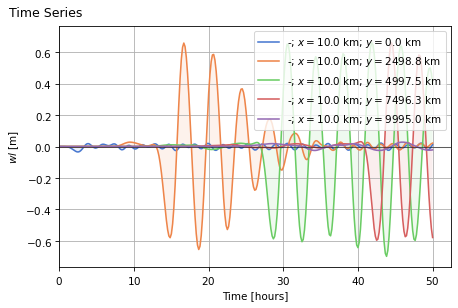 Time Series
-; x = 10.0 km; y = 0.0 km
-; x = 10.0 km; y = 2498.8 km
-; x = 10.0 km; y = 4997.5 km
-; x = 10.0 km; y = 7496.3 km
-; x = 10.0 km; y = 9995.0 km
wl [m]
0.6
0.4
0.2
0.0
−0.2
−0.4
−0.6
0 10 20 30 40 50
Time [hours]